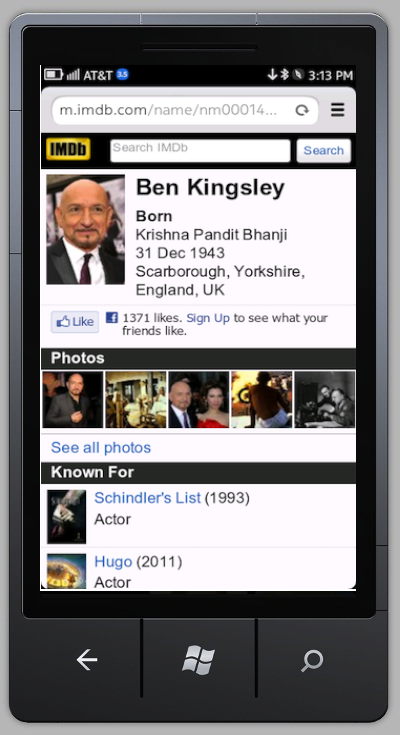 AT&T 3.5 3:13 PM
m.imdb.com/name/nm00014...
IMDb Search IMDb Search
Ben Kingsley
Born
Krishna Pandit Bhanji
31 Dec 1943
Scarborough, Yorkshire,
England, UK
Like 1371 likes. Sign Up to see what your
friends like.
Photos
See all photos
Known For
Schindler's List (1993)
Actor
Hugo (2011)
Actor